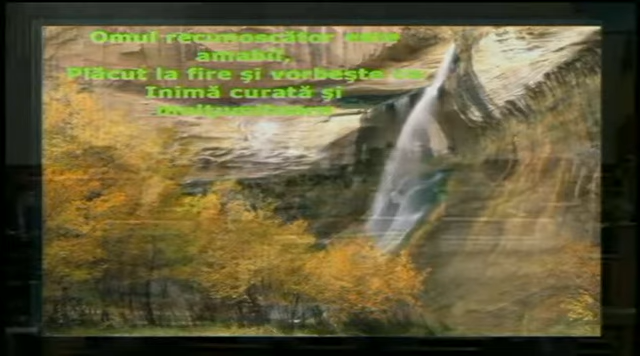 Omul recunoscător este
amabil,
Plăcut la fire şi vorbeşte cu
Inimă curată şi